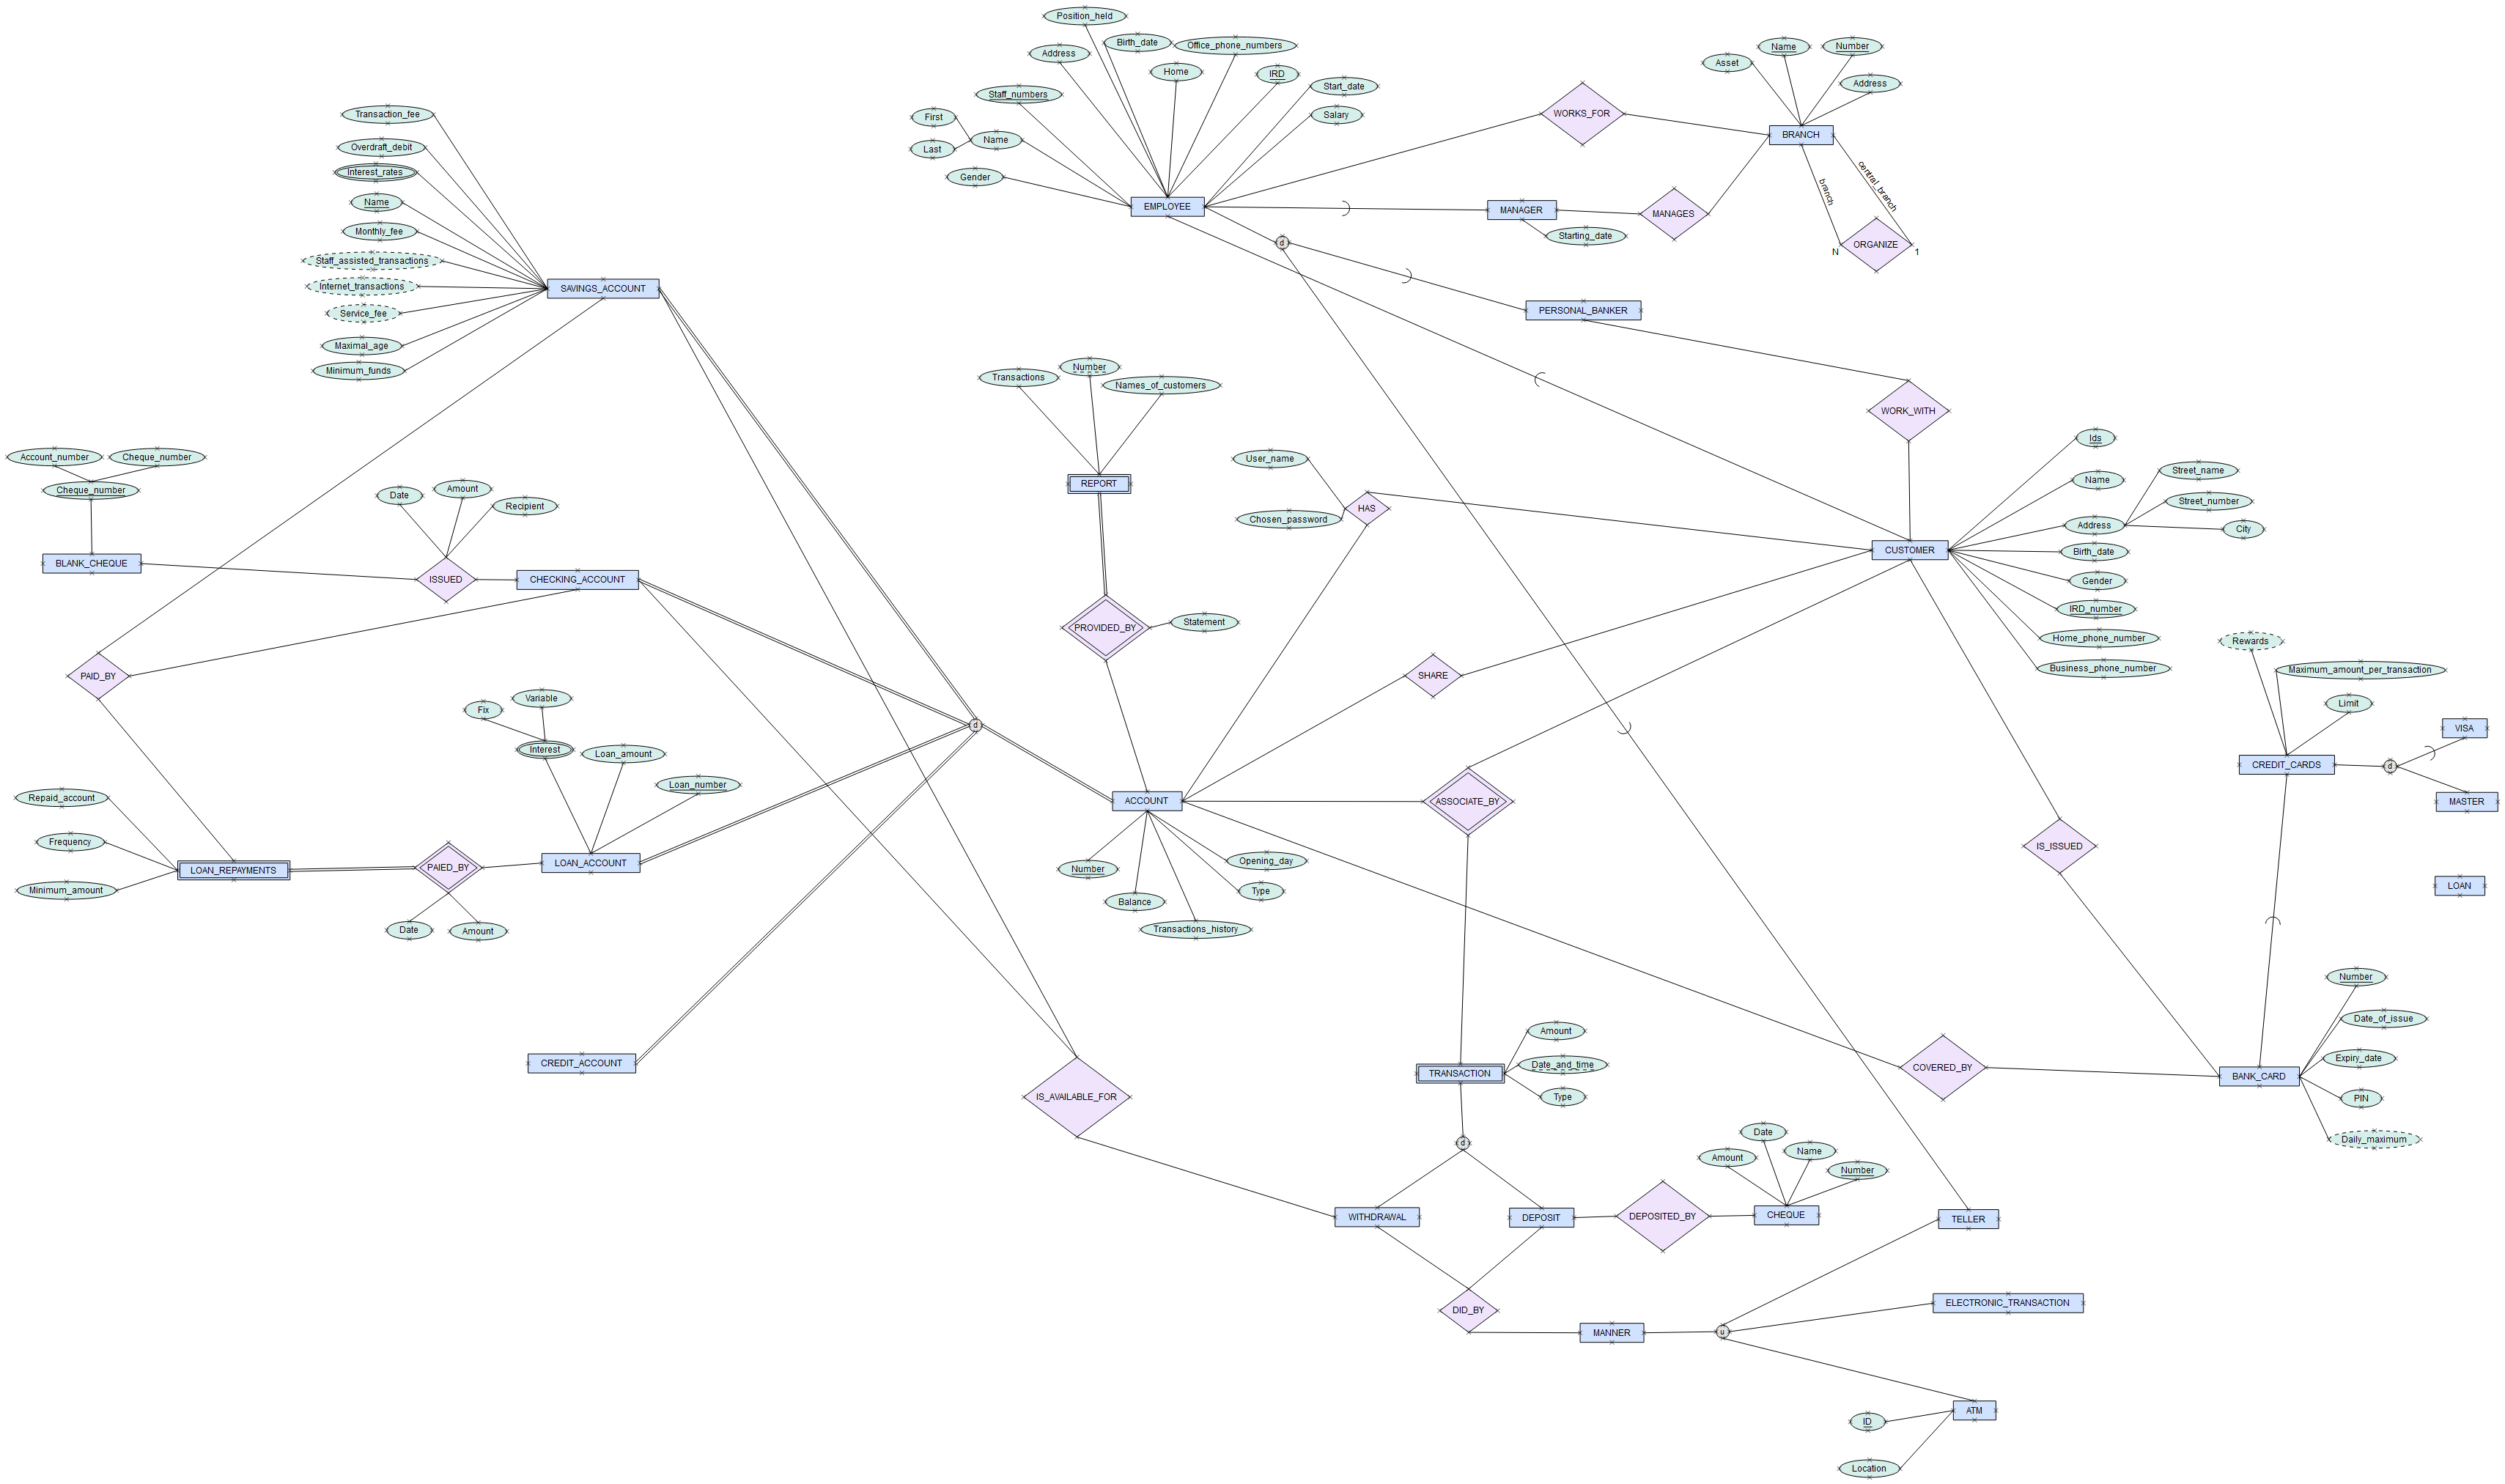 Position_held
Birth_date
Office_phone_numbers
Address
Home
IRD
Start_date
Staff_numbers
Salary
First
Name
Last
Gender
EMPLOYEE
WORKS_FOR
Name
Number
Asset
Address
BRANCH
central_branch
branch
MANAGER
MANAGES
ORGANIZE
N
1
Starting_date
d
PERSONAL_BANKER
Transaction_fee
Overdraft_debit
Interest_rates
Name
Monthly_fee
Staff_assisted_transactions
Internet_transactions
Service_fee
Maximal_age
Minimum_funds
SAVINGS_ACCOUNT
Transactions
Number
Names_of_customers
REPORT
WORK_WITH
Account_number
Cheque_number
Cheque_number
BLANK_CHEQUE
Date
Amount
Recipient
ISSUED
CHECKING_ACCOUNT
User_name
Chosen_password
HAS
CUSTOMER
Ids
Name
Street_name
Street_number
Address
City
Birth_date
Gender
IRD_number
Home_phone_number
Business_phone_number
PROVIDED_BY
Statement
PAID_BY
SHARE
Variable
Fix
Interest
Loan_amount
Loan_number
d
Rewards
Maximum_amount_per_transaction
Limit
VISA
CREDIT_CARDS
d
MASTER
Repaid_account
Frequency
Minimum_amount
LOAN_REPAYMENTS
PAIED_BY
LOAN_ACCOUNT
Date
Amount
ACCOUNT
ASSOCIATE_BY
Number
Opening_day
Type
Balance
Transactions_history
IS_ISSUED
LOAN
CREDIT_ACCOUNT
IS_AVAILABLE_FOR
TRANSACTION
Amount
Date_and_time
Type
COVERED_BY
BANK_CARD
Number
Date_of_issue
Expiry_date
PIN
Daily_maximum
d
WITHDRAWAL
DEPOSIT
DEPOSITED_BY
Date
Amount
Name
Number
CHEQUE
TELLER
DID_BY
MANNER
u
ELECTRONIC_TRANSACTION
ATM
ID
Location